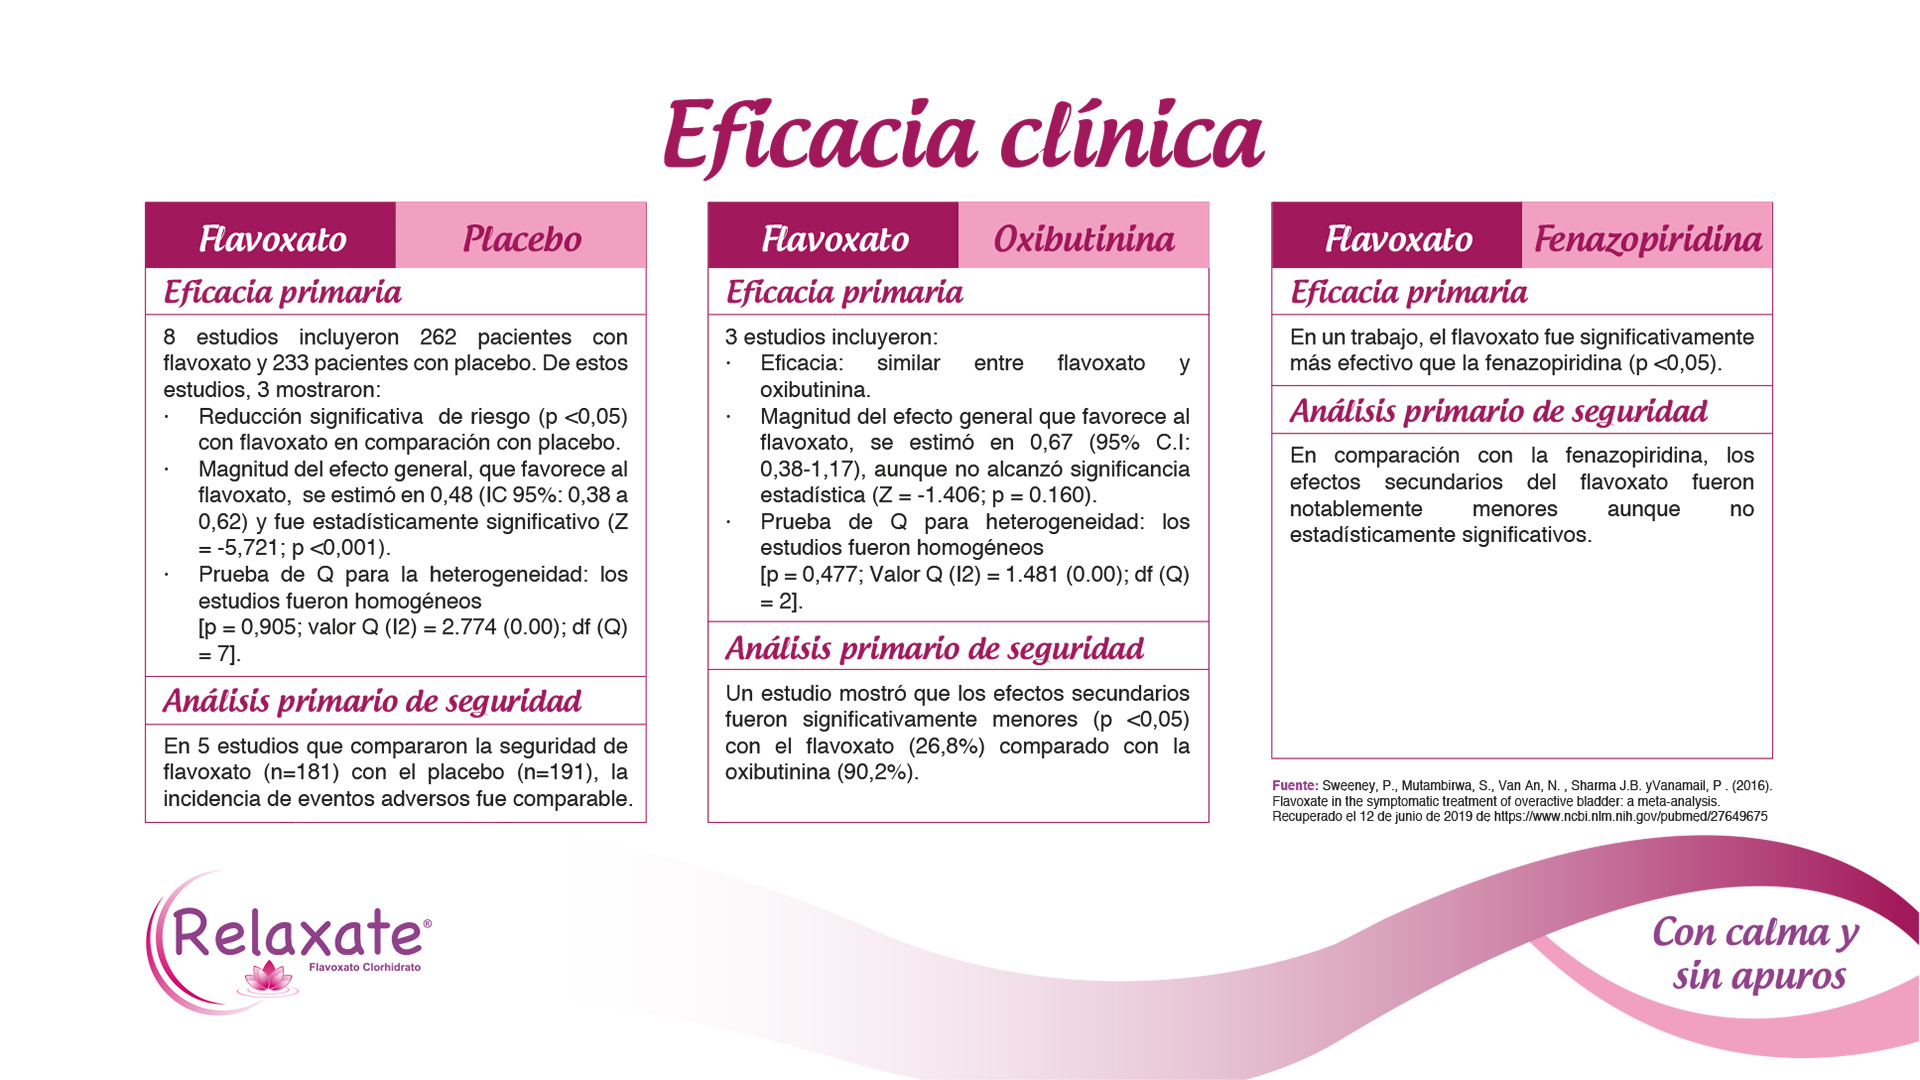 Eficacia clínica
Flavoxato
Placebo
Eficacia primaria
8 estudios incluyeron 262 pacientes con
flavoxato y 233 pacientes con placebo. De estos
estudios, 3 mostraron:
· Reducción significativa de riesgo (p <0,05)
con flavoxato en comparación con placebo.
· Magnitud del efecto general, que favorece al
flavoxato, se estimó en 0,48 (IC 95%: 0,38 a
0,62) y fue estadísticamente significativo (Z
= -5,721; p <0,001).
· Prueba de Q para la heterogeneidad: los
estudios fueron homogéneos
[p = 0,905; valor Q (I2) = 2.774 (0.00); df (Q)
= 7].
Análisis primario de seguridad
En 5 estudios que compararon la seguridad de
flavoxato (n=181) con el placebo (n=191), la
incidencia de eventos adversos fue comparable.
Flavoxato
Oxibutinina
Eficacia primaria
3 estudios incluyeron:
· Eficacia: similar entre flavoxato y
oxibutinina.
· Magnitud del efecto general que favorece al
flavoxato, se estimó en 0,67 (95% C.I:
0,38-1,17), aunque no alcanzó significancia
estadística (Z = -1.406; p = 0.160).
· Prueba de Q para heterogeneidad: los
estudios fueron homogéneos
[p = 0,477; Valor Q (I2) = 1.481 (0.00); df (Q)
= 2].
Análisis primario de seguridad
Un estudio mostró que los efectos secundarios
fueron significativamente menores (p <0,05)
con el flavoxato (26,8%) comparado con la
oxibutinina (90,2%).
Flavoxato
Fenazopiridina
Eficacia primaria
En un trabajo, el flavoxato fue significativamente
más efectivo que la fenazopiridina (p <0,05).
Análisis primario de seguridad
En comparación con la fenazopiridina, los
efectos secundarios del flavoxato fueron
notablemente menores aunque no
estadísticamente significativos.
Fuente: Sweeney, P., Mutambirwa, S., Van An, N. , Sharma J.B. yVanamail, P . (2016).
Flavoxate in the symptomatic treatment of overactive bladder: a meta-analysis.
Recuperado el 12 de junio de 2019 de https://www.ncbi.nlm.nih.gov/pubmed/27649675
Relaxate®
Flavoxato Clorhidrato
Con calma y
sin apuros